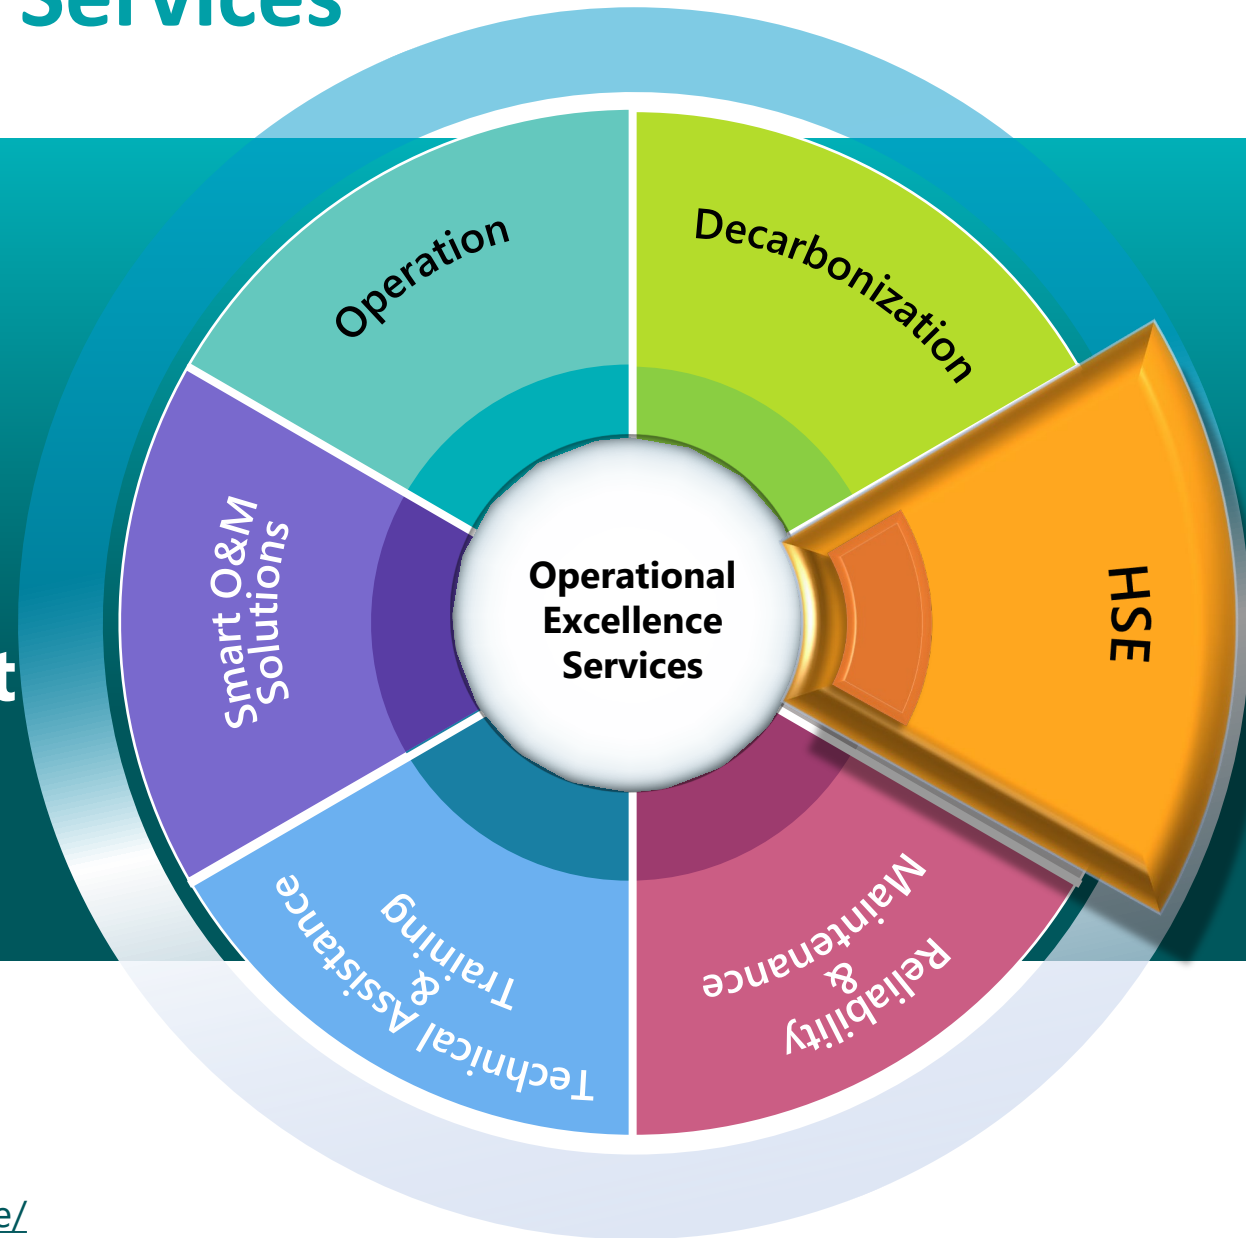 Services
Operation
Decarbonization
HSE
Reliability
&
Maintenance
Technical Assistance
&
Training
Smart O&M
Solutions
Operational
Excellence
Services
t
e/